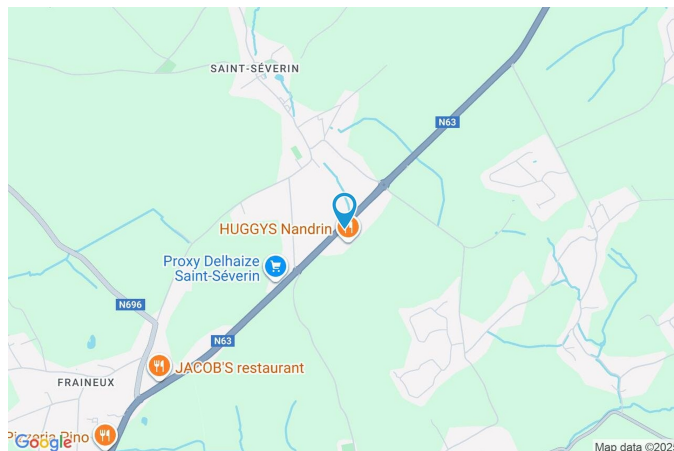 SAINT-SÉVERIN
N63
HUGGYS Nandrin
Proxy Delhaize
Saint-Séverin
N696
N63
JACOB'S restaurant
FRAINEUX
Pizzeria Pino
Google
Map data ©2025